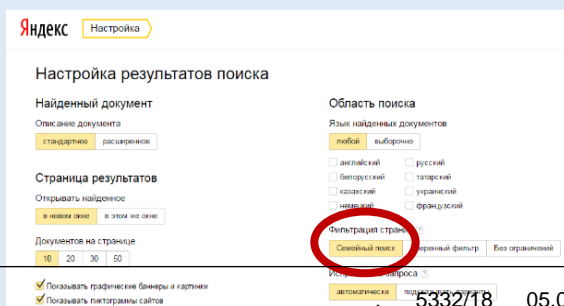 Яндекс Настройка
Настройка результатов поиска
Найденный документ
Описание документа
стандартное расширенное
Страница результатов
Открывать найденное
в новом окне в этом же окне
Документов на странице
10 20 30 50
Показывать графические баннеры и картинки
Показывать пиктограммы сайтов
Область поиска
Язык найденных документов
любой выборочно
английский русский
белорусский татарский
казахский украинский
немецкий французский
Фильтрация
Семейный поиск фильтр Без ограничений
автоматически подсказывать варианты
5332/18 05.0